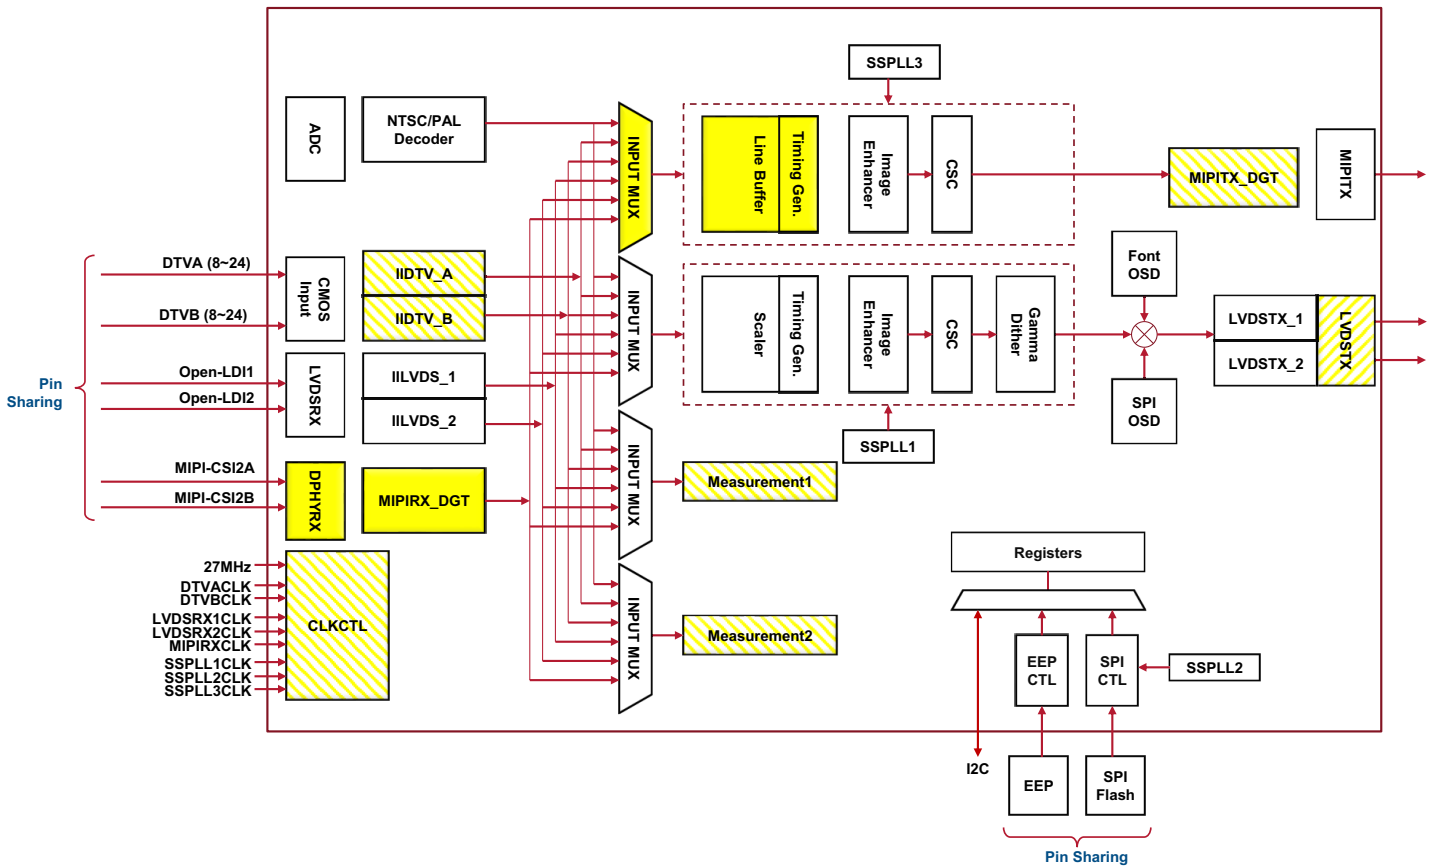 SSPLL3
ADC
NTSC/PAL
Decoder
INPUT MUX
Line Buffer
Timing Gen.
Image
Enhancer
CSC
MIPITX_DGT
MIPITX
DTVA (8~24)
DTVB (8~24)
CMOS
Input
IIDTV_A
IIDTV_B
INPUT MUX
Scaler
Timing Gen.
Image
Enhancer
CSC
Gamma
Dither
Font
OSD
SPI
OSD
LVDSTX_1
LVDSTX_2
LVDSTX
Pin
Sharing
Open-LDI1
Open-LDI2
LVDSRX
IILVDS_1
IILVDS_2
SSPLL1
MIPI-CSI2A
MIPI-CSI2B
DPHYRX
MIPIRX_DGT
INPUT MUX
Measurement1
27MHz
DTVACLK
DTVBCLK
LVDSRX1CLK
LVDSRX2CLK
MIPIRXCLK
SSPLL1CLK
SSPLL2CLK
SSPLL3CLK
CLKCTL
INPUT MUX
Measurement2
Registers
EEP
CTL
SPI
CTL
SSPLL2
I2C
EEP
SPI
Flash
Pin Sharing